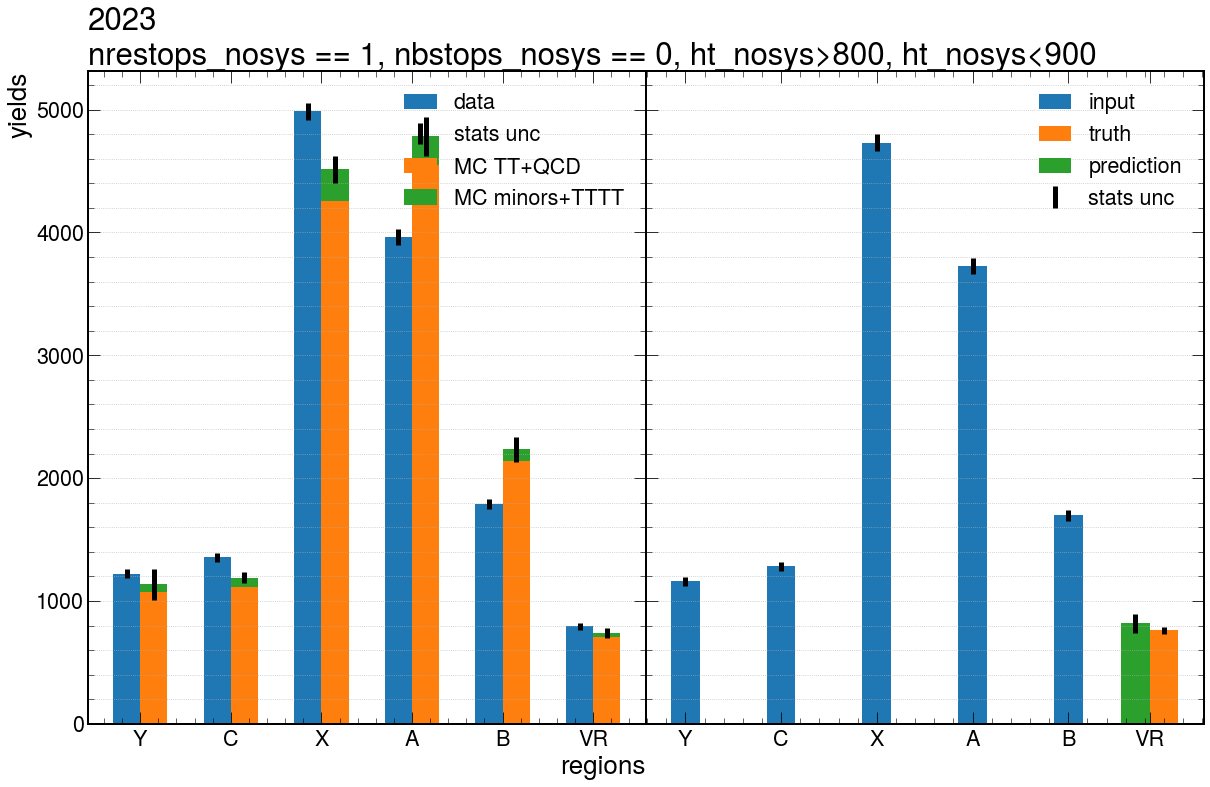 2023
nrestops_nosys == 1, nbstops_nosys == 0, ht_nosys>800, ht_nosys<900
yields
5000
4000
3000
2000
1000
0
data
stats unc
MC TT+QCD
MC minors+TTTT
input
truth
prediction
stats unc
Y C X A B VR
Y C X A B VR
regions